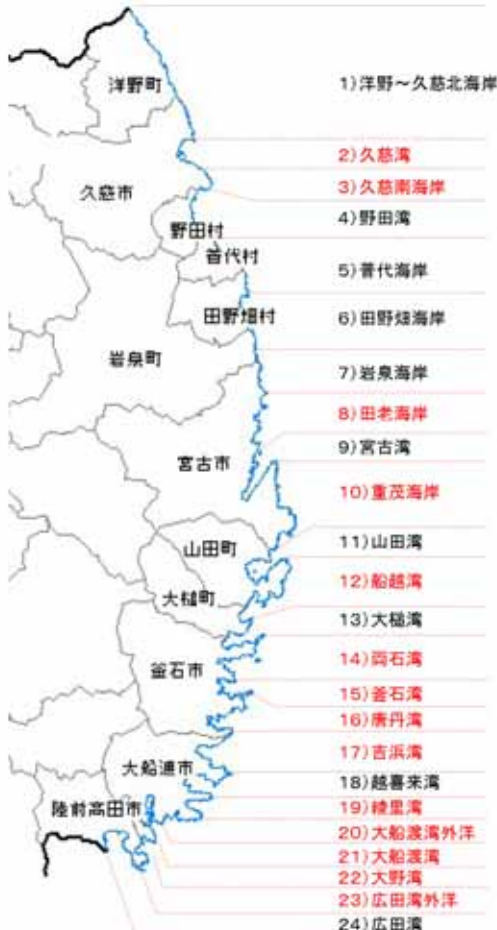 洋野町
久慈市
野田村
普代村
田野畑村
岩泉町
宮古市
山田町
大槌町
釜石市
大船渡市
陸前高田市
1)洋野～久慈北海岸
2)久慈湾
3)久慈南海岸
4)野田湾
5)普代海岸
6)田野畑海岸
7)岩泉海岸
8)田老海岸
9)宮古湾
10)重茂海岸
11)山田湾
12)船越湾
13)大槌湾
14)両石湾
15)釜石湾
16)唐丹湾
17)吉浜湾
18)越喜来湾
19)綾里湾
20)大船渡湾外洋
21)大船渡湾
22)大野湾
23)広田湾外洋
24)広田湾